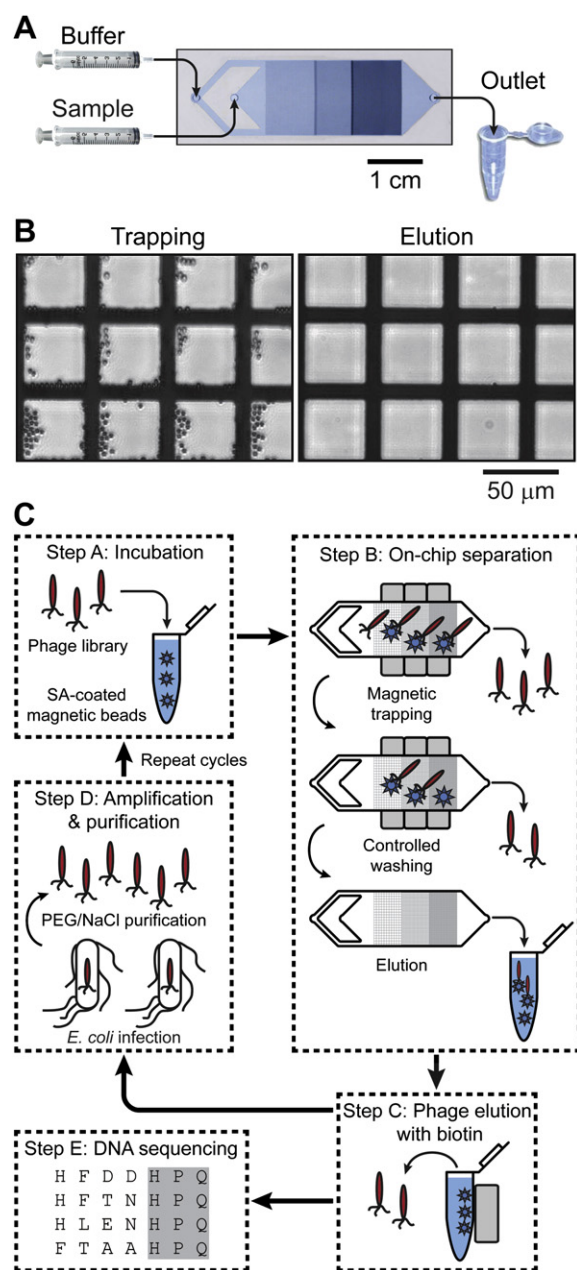 A
Buffer
Sample
Outlet
1 cm
B
Trapping
Elution
50 μm
C
Step A: Incubation
Phage library
SA-coated
magnetic beads
Step B: On-chip separation
Magnetic
trapping
Controlled
washing
Elution
Repeat cycles
Step D: Amplification
& purification
PEG/NaCl purification
E. coli infection
Step C: Phage elution
with biotin
Step E: DNA sequencing
H F D D H P Q
H F T N H P Q
H L E N H P Q
F T A A H P Q